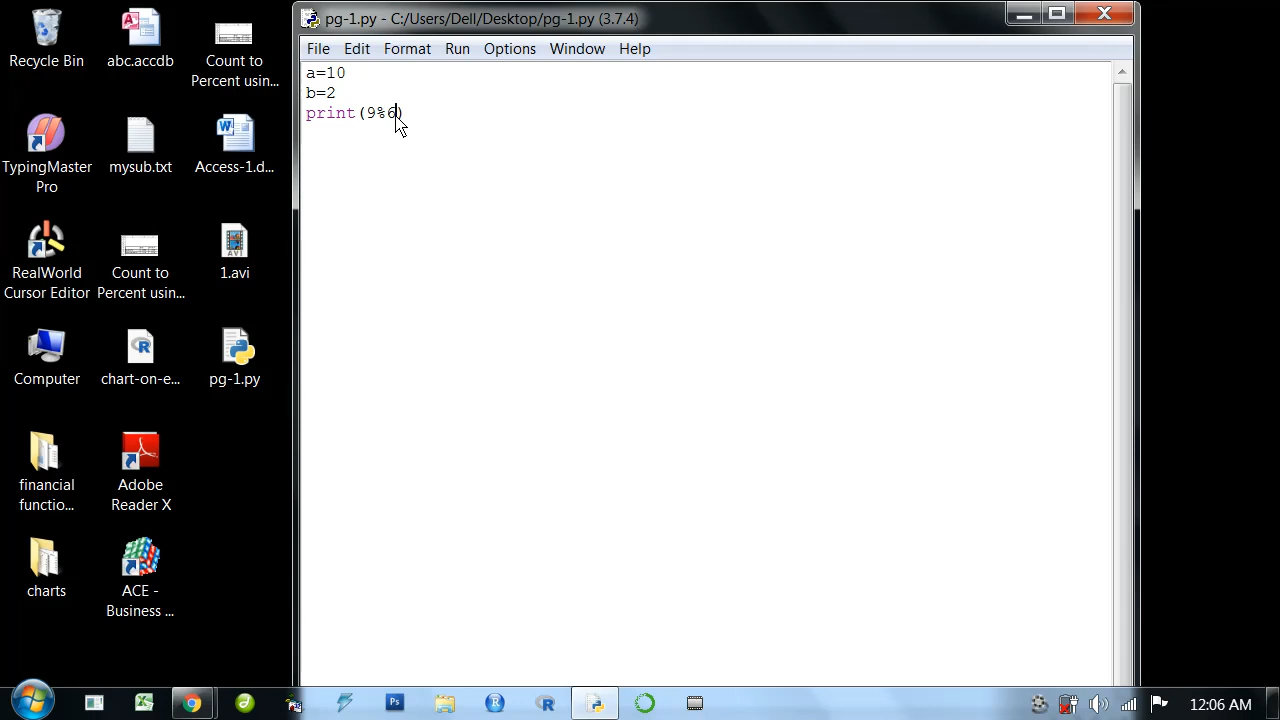 pg-1.py - C:/Users/Dell/Desktop/pg-1.py (3.7.4)
File Edit Format Run Options Window Help
a=10
b=2
print(9%6)
Recycle Bin
abc.accdb
Count to
Percent usin...
TypingMaster
Pro
mysub.txt
Access-1.d...
RealWorld
Cursor Editor
Count to
Percent usin...
AVI
1.avi
Computer
chart-on-e...
pg-1.py
financial
functio...
Adobe
Reader X
charts
ACE -
Business ...
Ps
R
12:06 AM